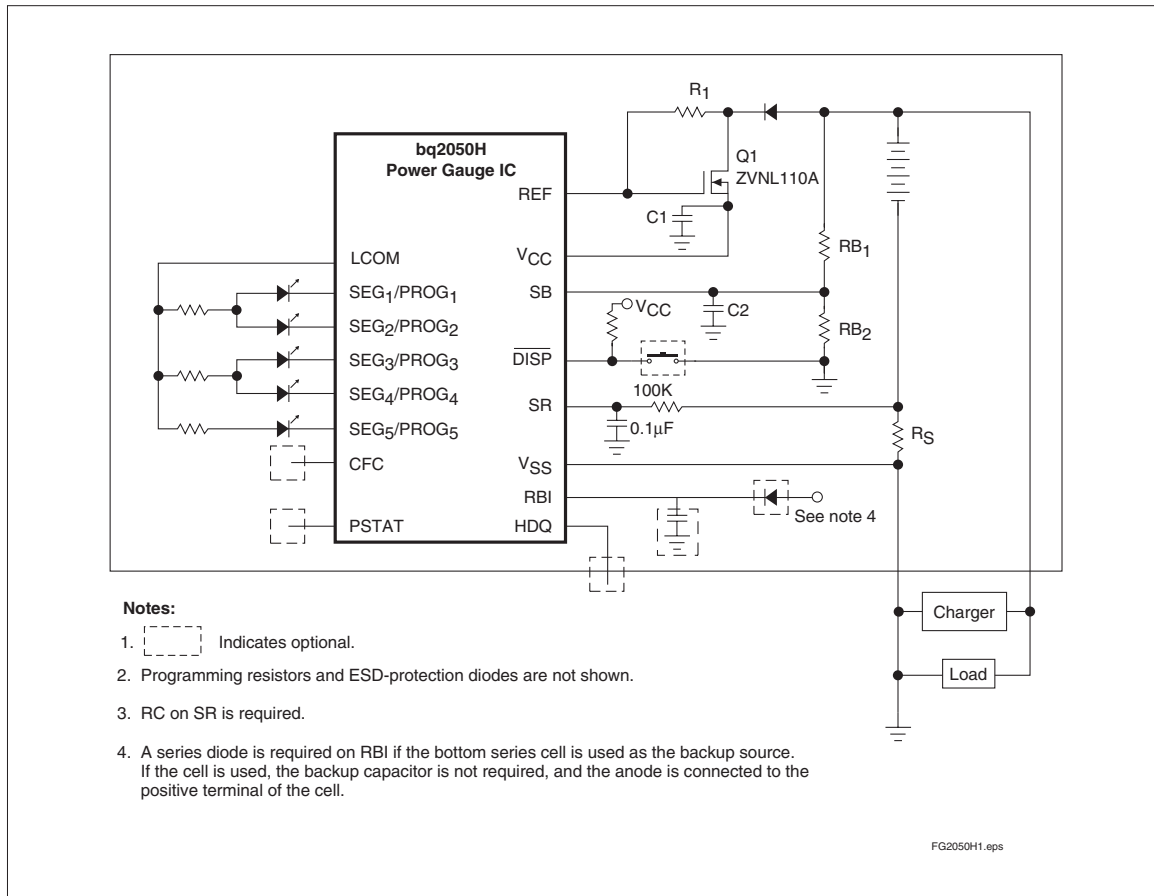 R1
bq2050H
Power Gauge IC
Q1
ZVNL110A
REF
C1
VCC
RB1
LCOM
SB
SEG1/PROG1
VCC
C2
SEG2/PROG2
RB2
SEG3/PROG3
DISP
100K
SEG4/PROG4
SR
0.1µF
SEG5/PROG5
RS
VSS
CFC
RBI
See note 4
PSTAT
HDQ
Notes:
Charger
1. Indicates optional.
Load
2. Programming resistors and ESD-protection diodes are not shown.
3. RC on SR is required.
4. A series diode is required on RBI if the bottom series cell is used as the backup source.
If the cell is used, the backup capacitor is not required, and the anode is connected to the
positive terminal of the cell.
FG2050H1.eps